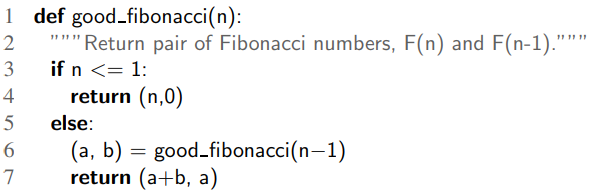 1 def good_fibonacci(n):
2 """Return pair of Fibonacci numbers, F(n) and F(n-1)."""
3 if n <= 1:
4 return (n,0)
5 else:
6 (a, b) = good_fibonacci(n−1)
7 return (a+b, a)